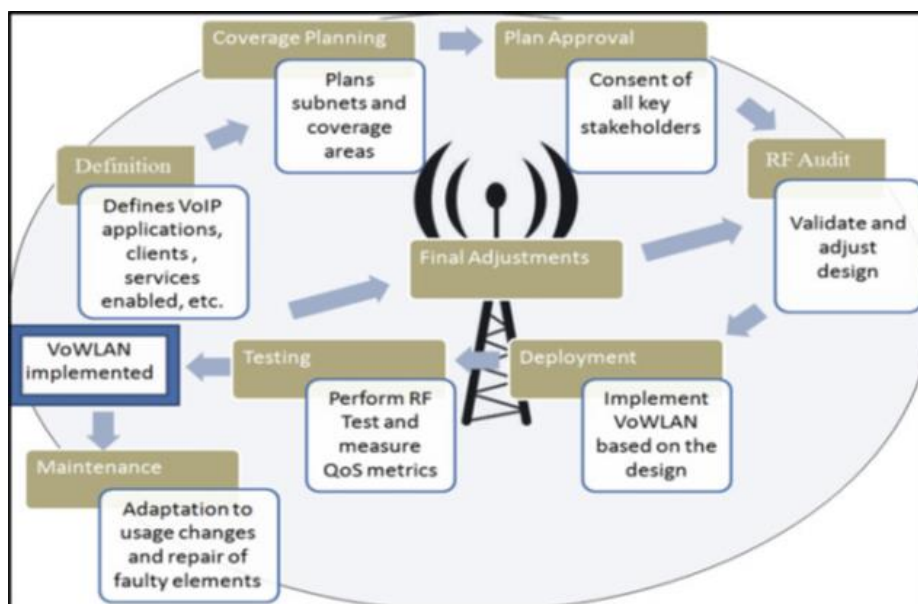 Coverage Planning
Plans
subnets and
coverage
areas
Plan Approval
Consent of
all key
stakeholders
Definition
Defines VoIP
applications,
clients ,
services
enabled, etc.
RF Audit
Validate and
adjust
design
Final Adjustments
VoWLAN
implemented
Testing
Perform RF
Test and
measure
QoS metrics
Deployment
Implement
VoWLAN
based on the
design
Maintenance
Adaptation to
usage changes
and repair of
faulty elements